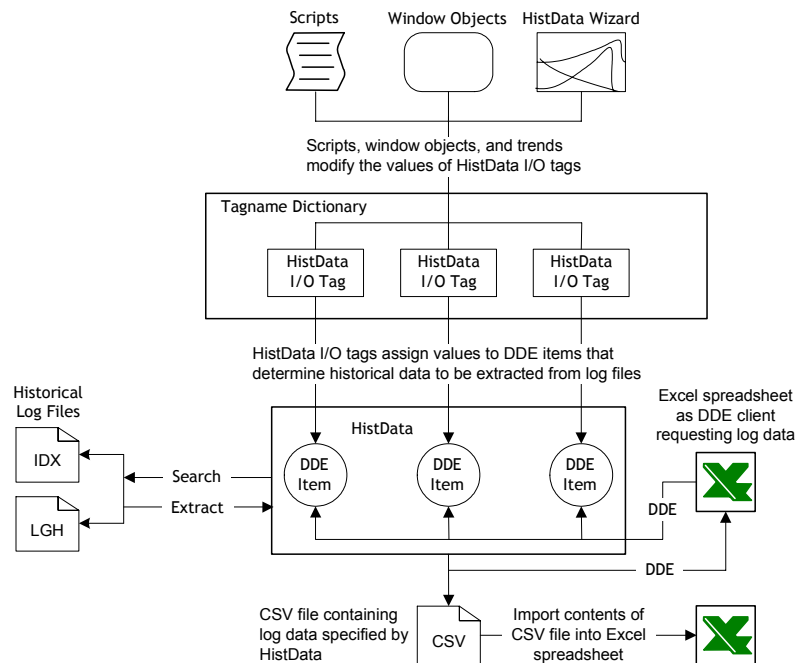 Scripts
Window Objects
HistData Wizard
Scripts, window objects, and trends
modify the values of HistData I/O tags
Tagname Dictionary
HistData
I/O Tag
HistData
I/O Tag
HistData
I/O Tag
HistData I/O tags assign values to DDE items that
determine historical data to be extracted from log files
Historical
Log Files
IDX
LGH
Search
Extract
HistData
DDE
Item
DDE
Item
DDE
Item
Excel spreadsheet
as DDE client
requesting log data
DDE
DDE
CSV file containing
log data specified by
HistData
CSV
Import contents of
CSV file into Excel
spreadsheet